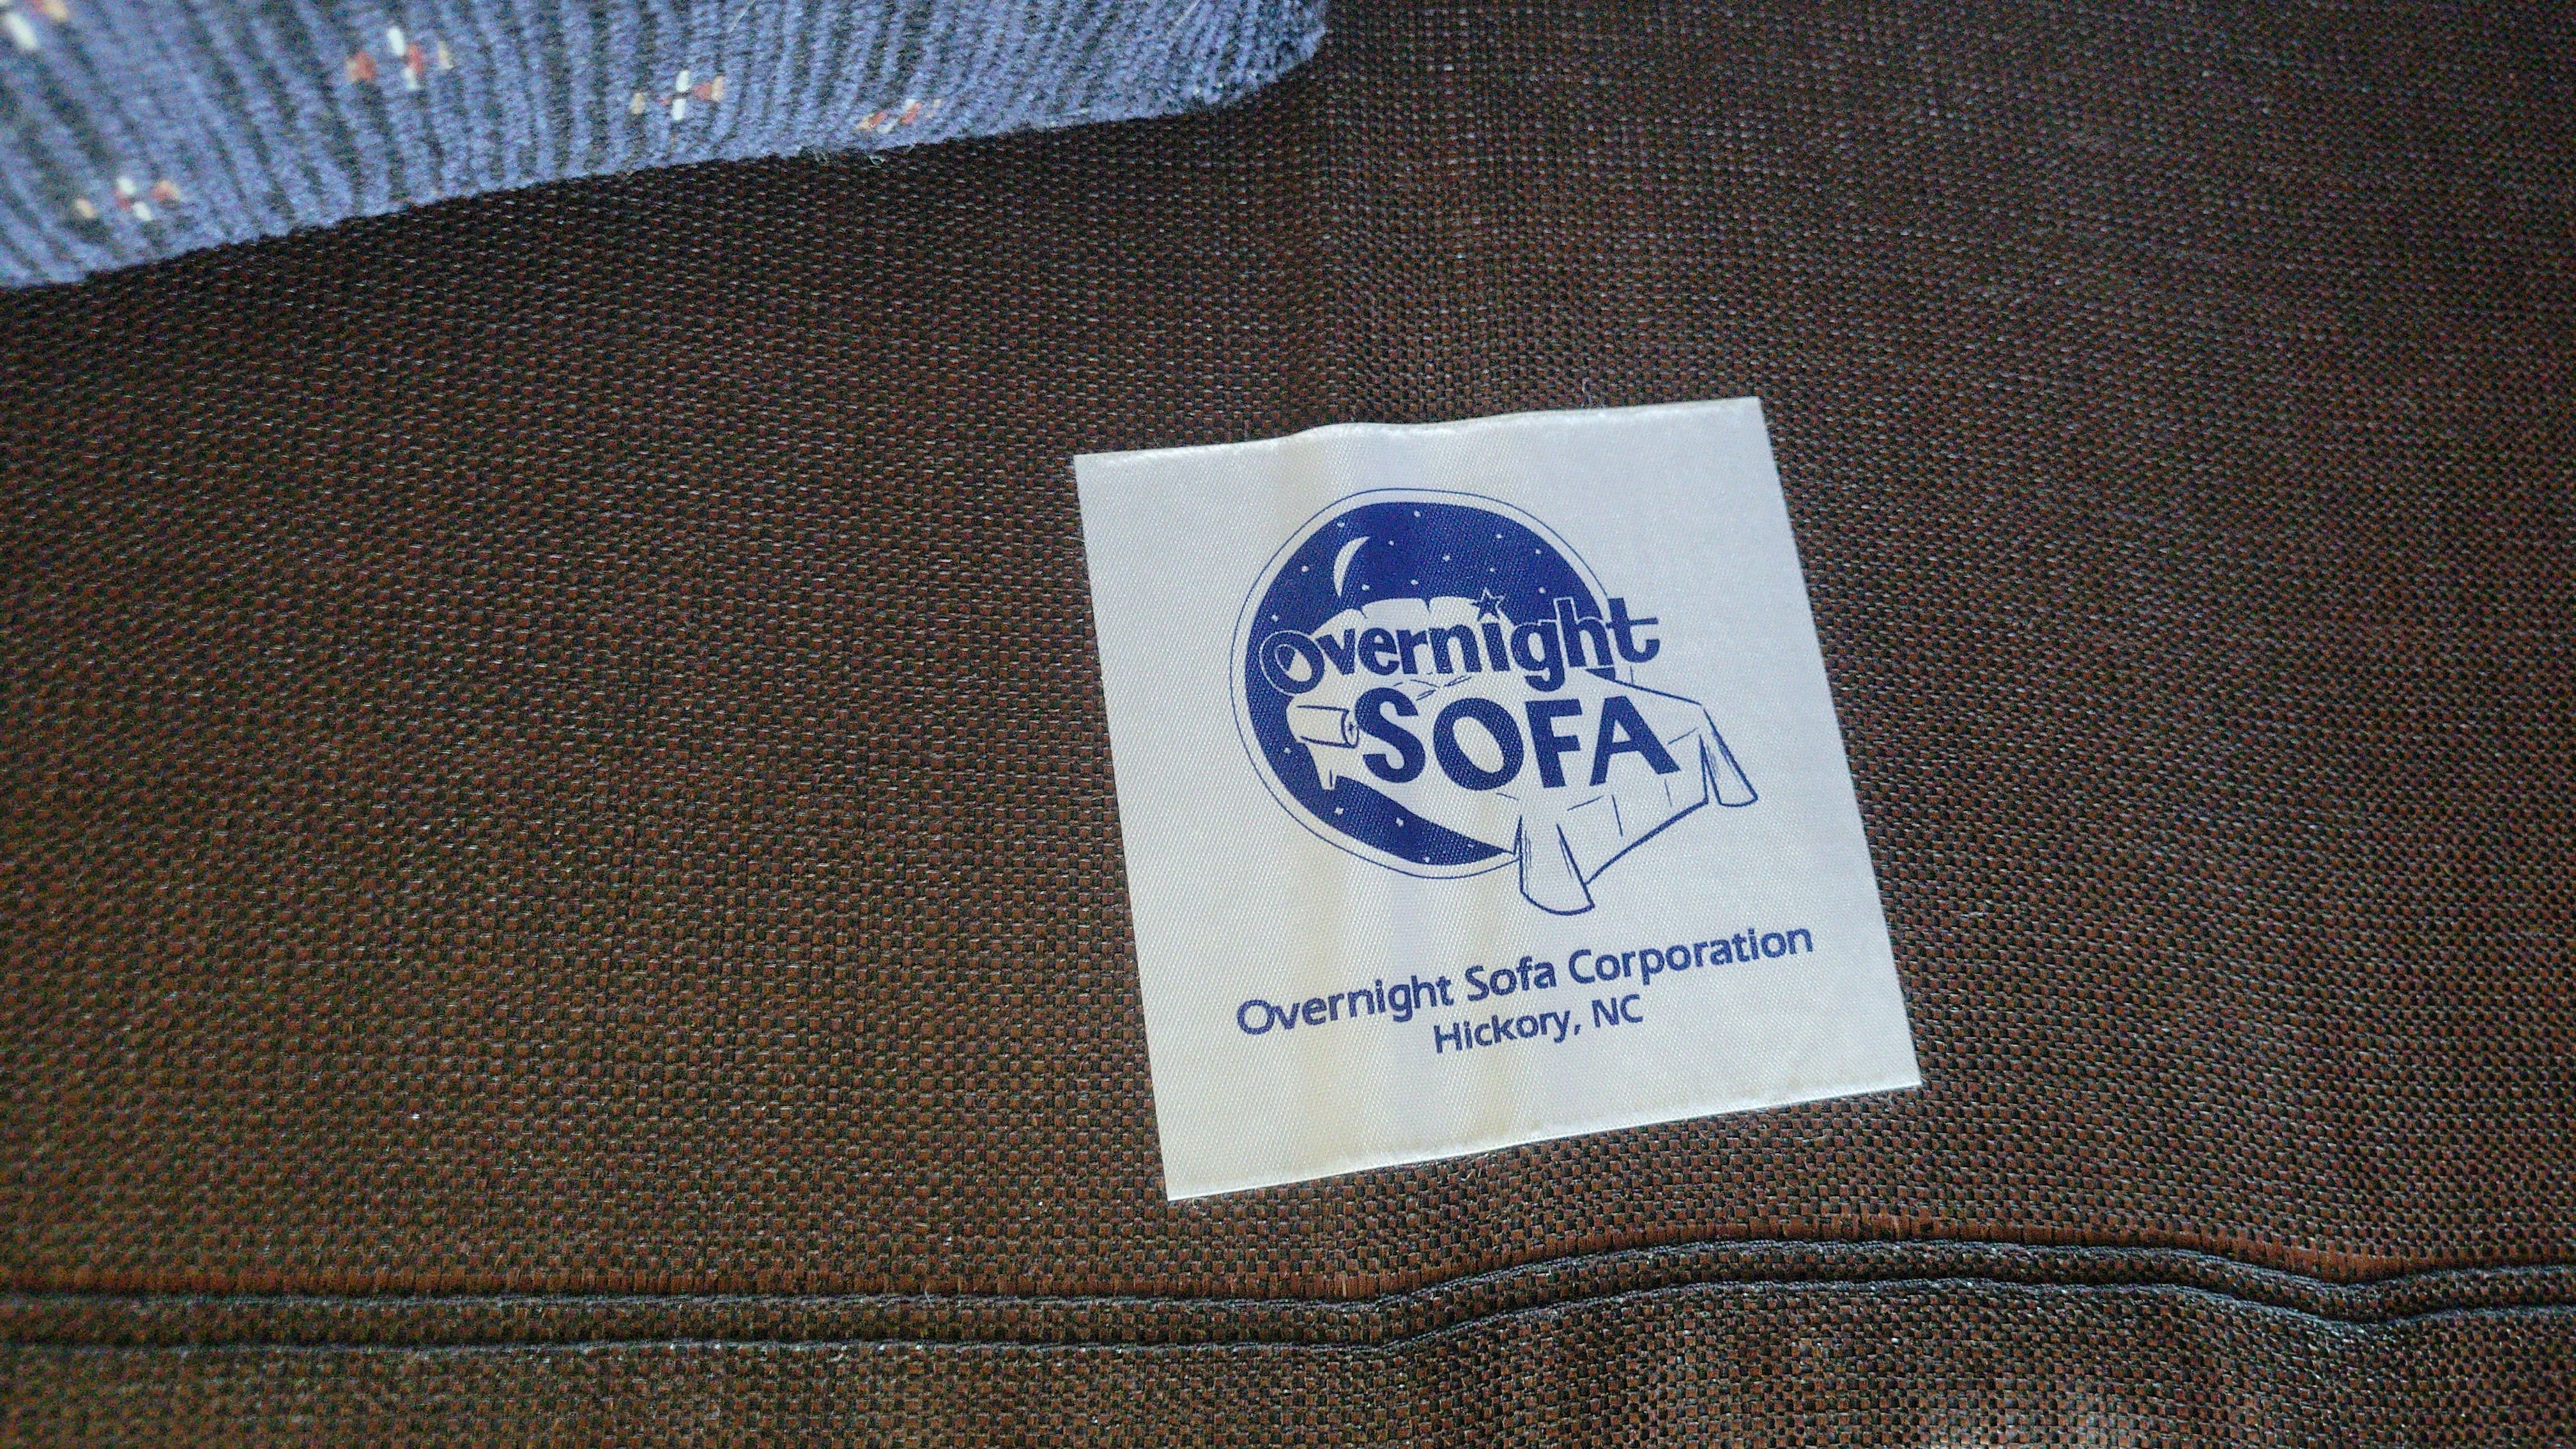 Overnight
SOFA
Overnight Sofa Corporation
Hickory, NC